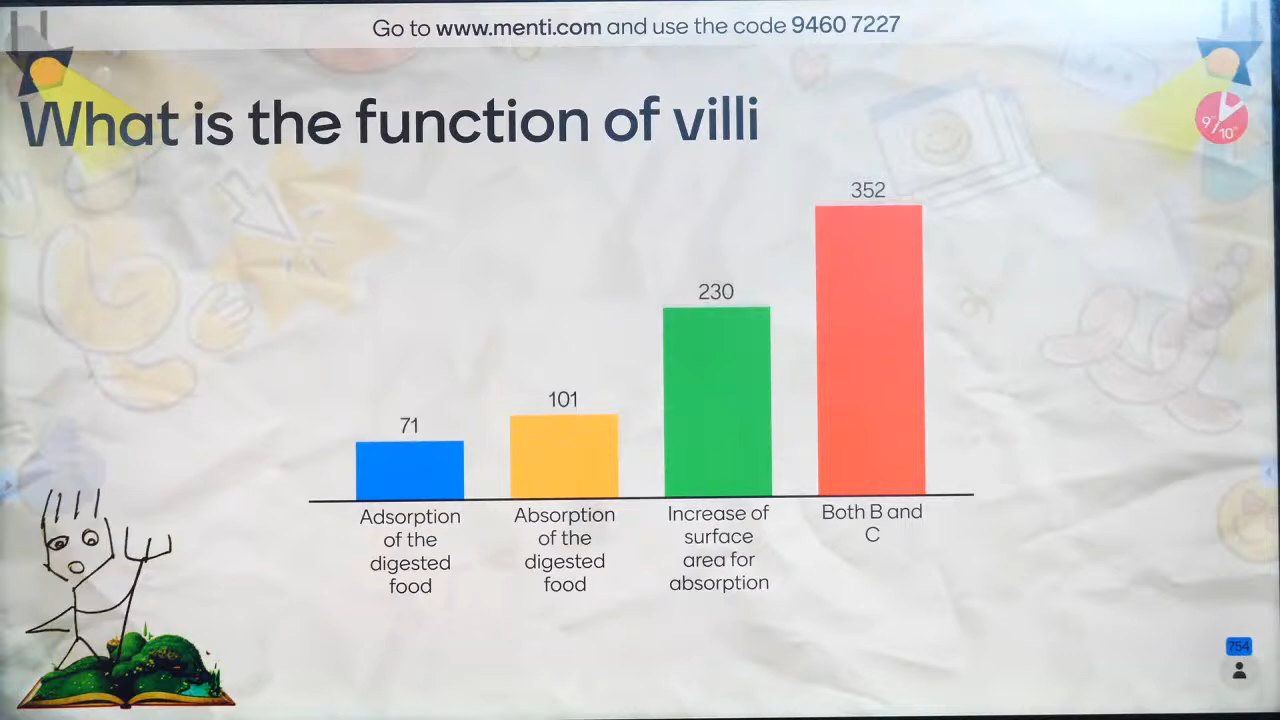 Go to www.menti.com and use the code 9460 7227
What is the function of villi
9/10
352
230
101
71
Adsorption
of the
digested
food
Absorption
of the
digested
food
Increase of
surface
area for
absorption
Both B and
C
754